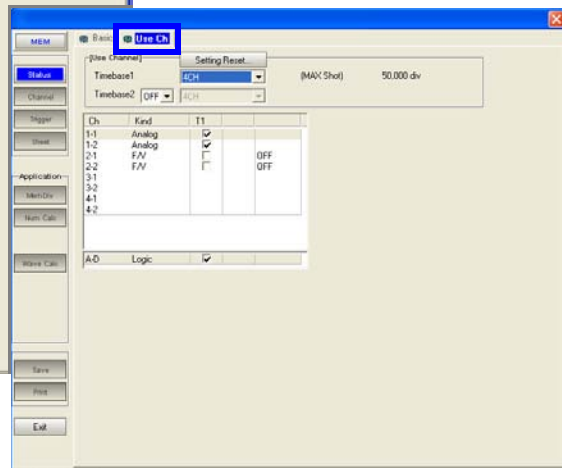 MEM
Basic Use Ch
Status
Channel
Trigger
Sheet
Application
Mem Div
Num Calc
Wave Calc
Save
Print
Exit
[Use Channel] Setting Reset...
Timebase1 4CH (MAX Shot) 50,000 div
Timebase2 OFF 4CH
Ch Kind T1
1-1 Analog
1-2 Analog
2-1 F/V OFF
2-2 F/V OFF
3-1
3-2
4-1
4-2
A-D Logic